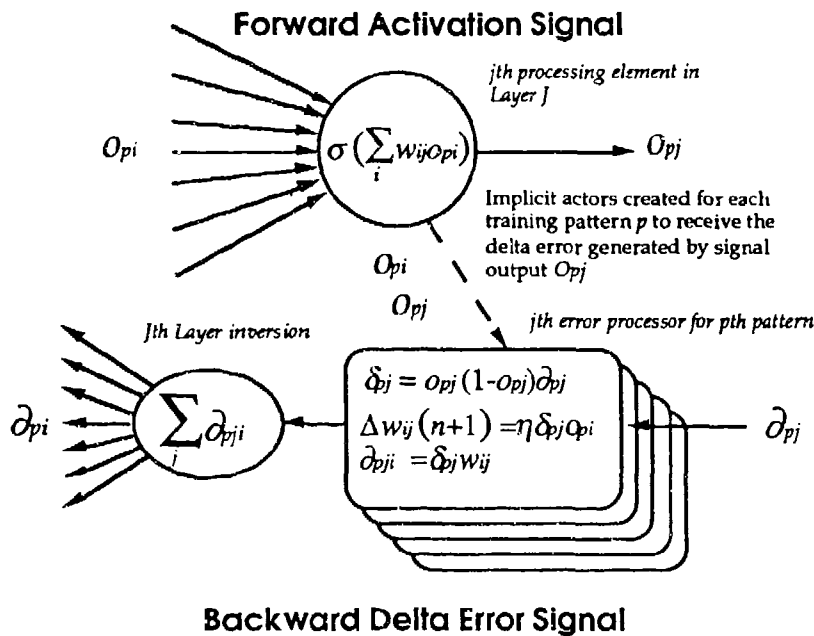 Forward Activation Signal
jth processing element in
Layer J
Opi
σ(∑i wijopi)
Opj
Implicit actors created for each
training pattern p to receive the
delta error generated by signal
output Opj
Opi
Opj
Jth Layer inversion
jth error processor for pth pattern
∂pi
∑j ∂pji
δpj = opj (1-opj)∂pj
Δwij (n+1) =ηδpjopi
∂pji = δpjwij
∂pj
Backward Delta Error Signal